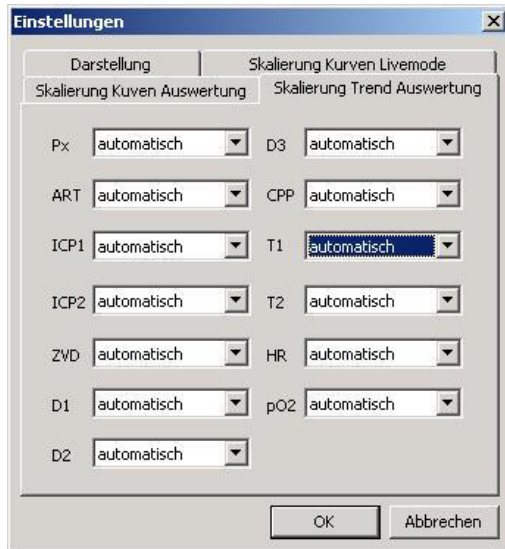 Einstellungen
Darstellung
Skalierung Kurven Livemode
Skalierung Kuven Auswertung
Skalierung Trend Auswertung
Px automatisch
D3 automatisch
ART automatisch
CPP automatisch
ICP1 automatisch
T1 automatisch
ICP2 automatisch
T2 automatisch
ZVD automatisch
HR automatisch
D1 automatisch
pO2 automatisch
D2 automatisch
OK
Abbrechen